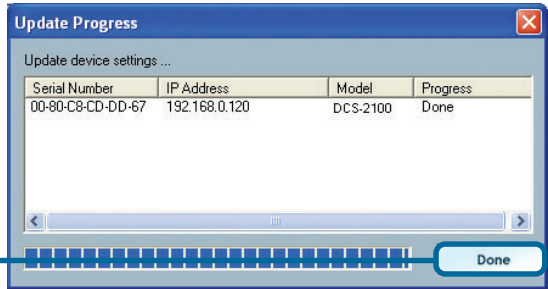 Update Progress
Update device settings ...
Serial Number IP Address Model Progress
00-80-C8-CD-DD-67 192.168.0.120 DCS-2100 Done
Done